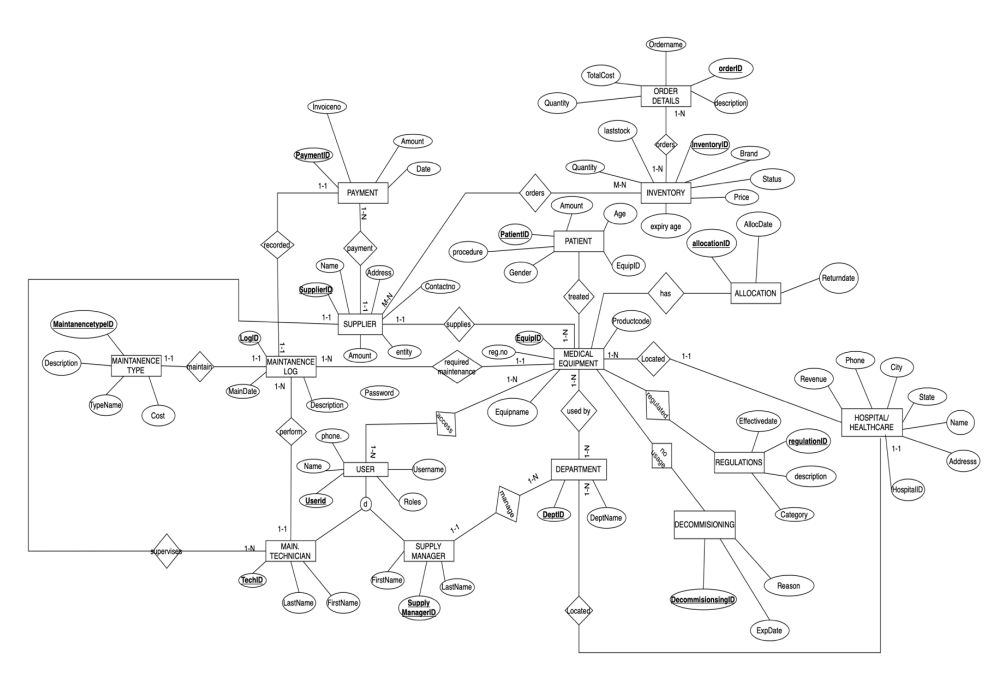 Ordername
TotalCost
orderID
ORDER
DETAILS
Quantity
description
1-N
Invoiceno
laststock
orders
InventoryID
Brand
Amount
PaymentID
Date
Quantity
1-N
Status
1-1
PAYMENT
1-1
M-N
INVENTORY
Price
orders
1-N
Amount
Age
expiry age
AllocDate
PatientID
PATIENT
allocationID
recorded
payment
procedure
Gender
EquipID
Returndate
Name
Address
has
ALLOCATION
SupplierID
Contactno
M-N
treated
1-1
1-1
SUPPLIER
1-1
supplies
Productcode
MaintanencetypeID
LogID
EquipID
1-N
Amount
entity
reg.no
MEDICAL
EQUIPMENT
1-N
Located
1-1
Description
MAINTANENCE
TYPE
1-1
maintain
1-1
1-1
MAINTANENCE
LOG
1-N
required
maintenance
1-1
Phone
City
Revenue
State
MainDate
1-N
Description
Password
1-N
1-N
TypeName
Cost
Equipname
used by
regulated
Effectivedate
HOSPITAL/
HEALTHCARE
Name
perform
phone.
access
regulationID
1-1
Addresss
Name
1-N
USER
Username
1-N
no
usage
REGULATIONS
description
HospitalID
Userid
Roles
1-N
DEPARTMENT
d
manage
1-N
DeptID
DeptName
Category
DECOMMISIONING
1-1
1-1
supervises
1-N
MAIN.
TECHNICIAN
SUPPLY
MANAGER
TechID
FirstName
LastName
Reason
LastName
FirstName
Supply
ManagerID
DecommisionsingID
Located
ExpDate